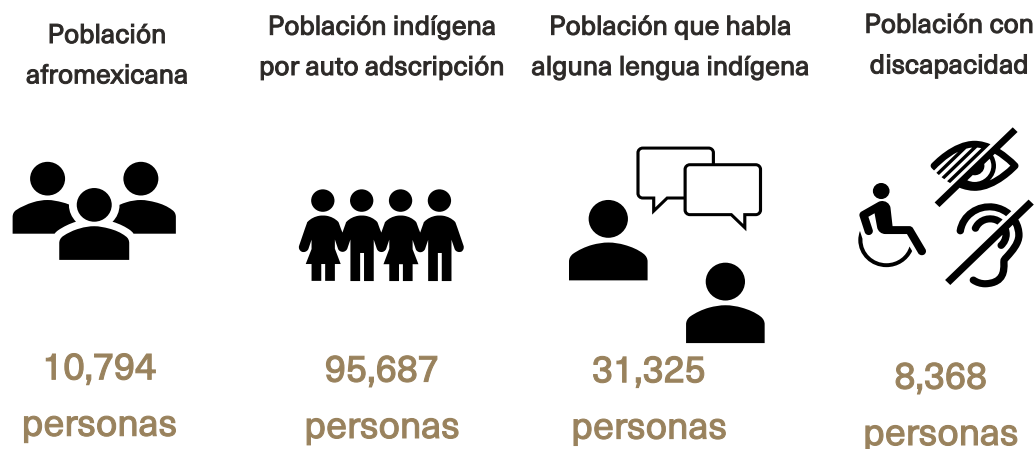 Población
afromexicana
10,794
personas
Población indígena
por auto adscripción
95,687
personas
Población que habla
alguna lengua indígena
31,325
personas
Población con
discapacidad
8,368
personas